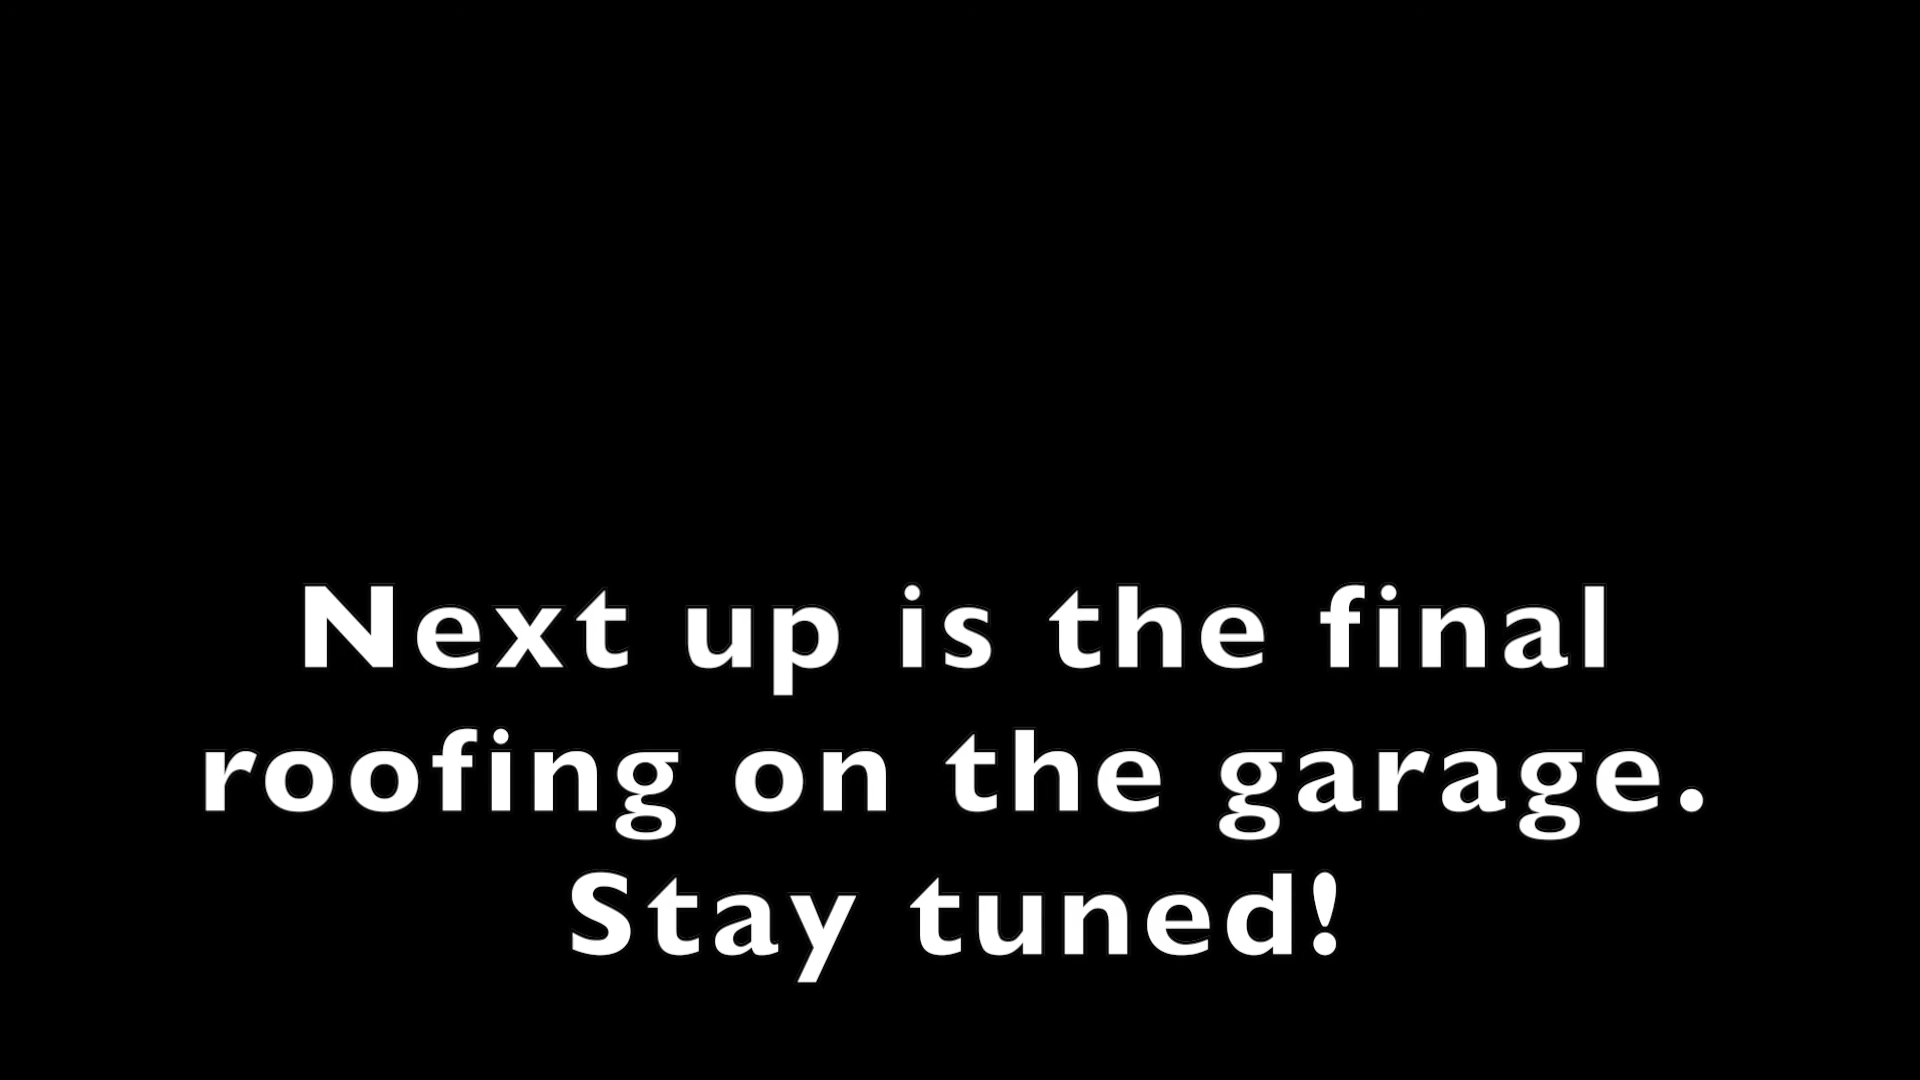 Next up is the final
roofing on the garage.
Stay tuned!